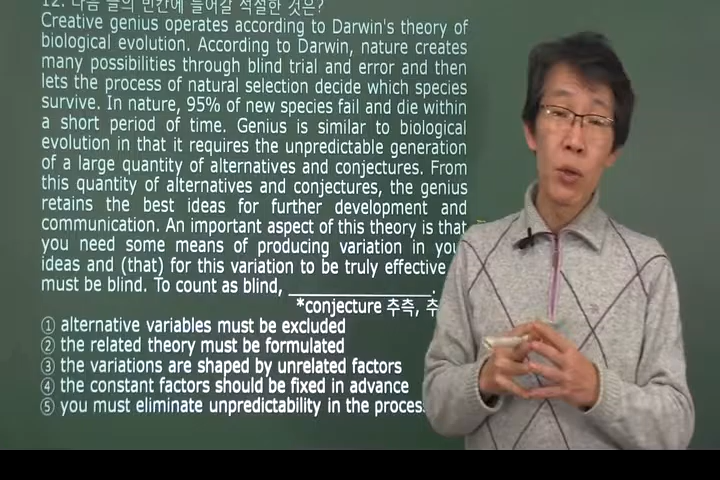 12. 다음 글의 빈칸에 들어갈 적절한 것은?
Creative genius operates according to Darwin's theory of
biological evolution. According to Darwin, nature creates
many possibilities through blind trial and error and then
lets the process of natural selection decide which species
survive. In nature, 95% of new species fail and die within
a short period of time. Genius is similar to biological
evolution in that it requires the unpredictable generation
of a large quantity of alternatives and conjectures. From
this quantity of alternatives and conjectures, the genius
retains the best ideas for further development and
communication. An important aspect of this theory is that
you need some means of producing variation in you
ideas and (that) for this variation to be truly effective
must be blind. To count as blind, ____________.
*conjecture 추측, 추
① alternative variables must be excluded
② the related theory must be formulated
③ the variations are shaped by unrelated factors
④ the constant factors should be fixed in advance
⑤ you must eliminate unpredictability in the proces